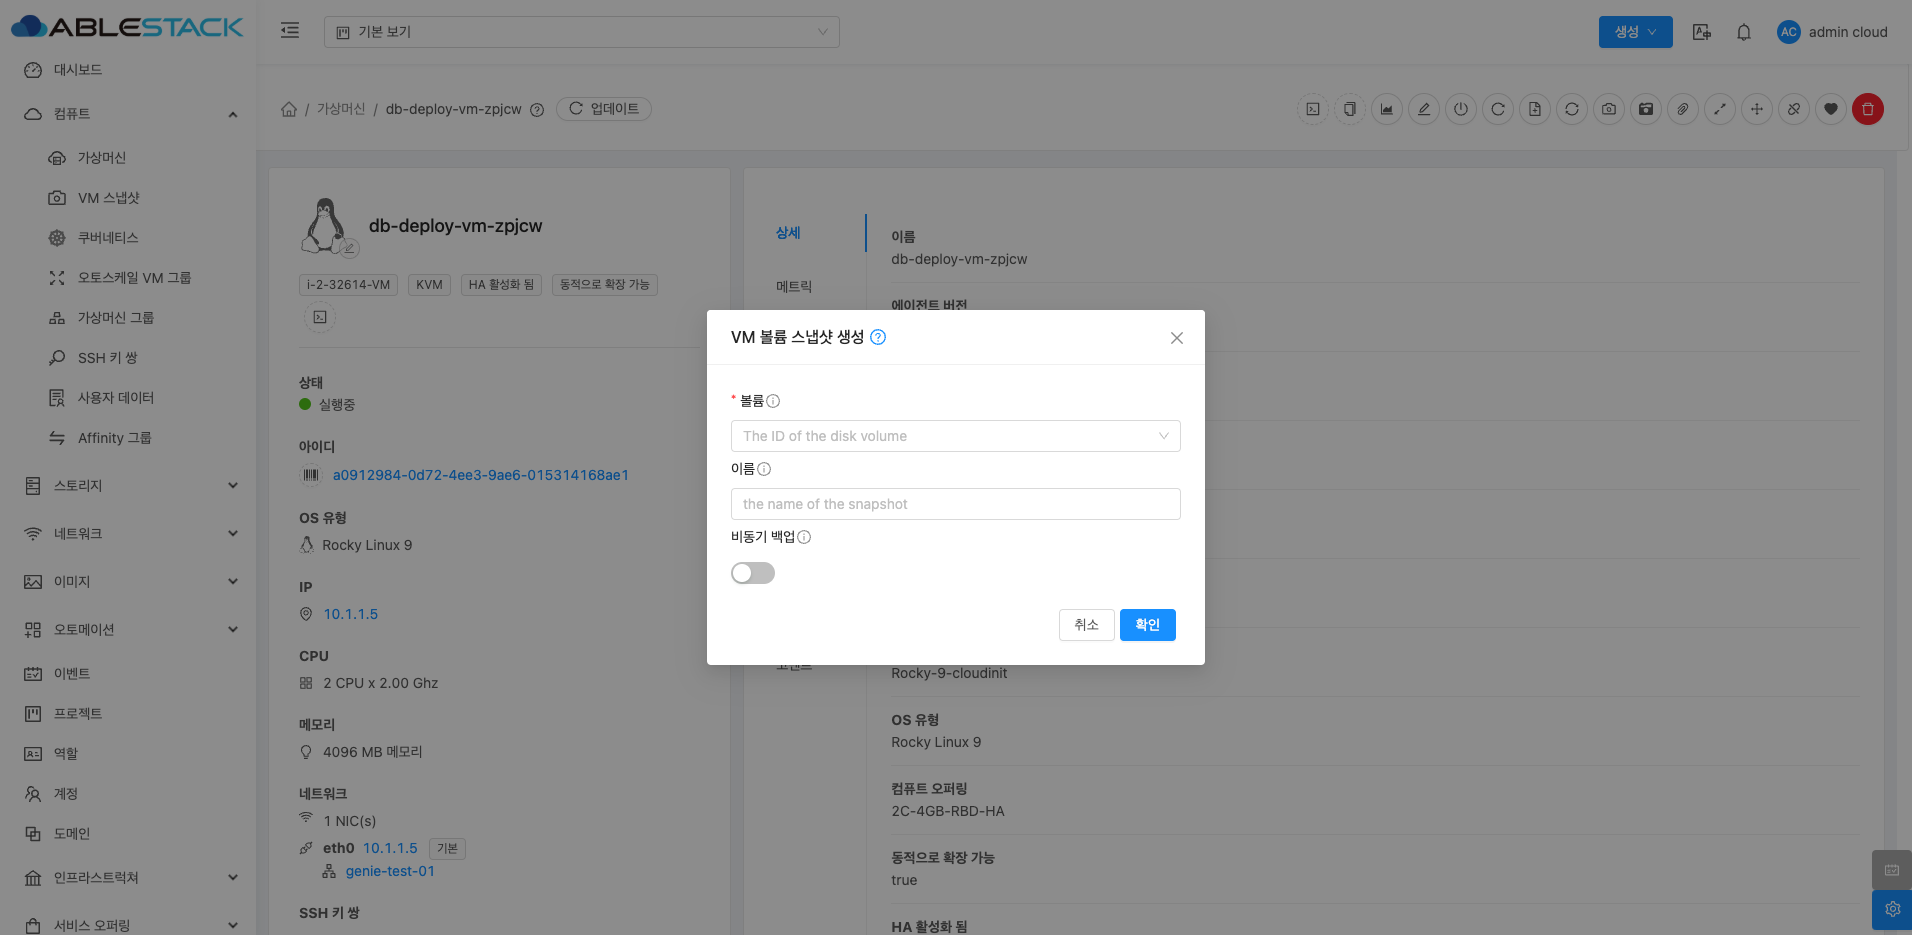 ABLESTACK
기본 보기
생성
AC
admin cloud
대시보드
컴퓨트
가상머신
VM 스냅샷
쿠버네티스
오토스케일 VM 그룹
가상머신 그룹
SSH 키 쌍
사용자 데이터
Affinity 그룹
스토리지
네트워크
이미지
오토메이션
이벤트
프로젝트
역할
계정
도메인
인프라스트럭쳐
서비스 오퍼링
/ 가상머신 / db-deploy-vm-zpjcw
업데이트
db-deploy-vm-zpjcw
i-2-32614-VM
KVM
HA 활성화 됨
동적으로 확장 가능
상태
실행중
아이디
a0912984-0d72-4ee3-9ae6-015314168ae1
OS 유형
Rocky Linux 9
IP
10.1.1.5
CPU
2 CPU x 2.00 Ghz
메모리
4096 MB 메모리
네트워크
1 NIC(s)
eth0 10.1.1.5 기본
genie-test-01
SSH 키 쌍
상세
메트릭
이름
db-deploy-vm-zpjcw
에이전트 버전
VM 볼륨 스냅샷 생성
* 볼륨
The ID of the disk volume
이름
the name of the snapshot
비동기 백업
취소
확인
Rocky-9-cloudinit
OS 유형
Rocky Linux 9
컴퓨트 오퍼링
2C-4GB-RBD-HA
동적으로 확장 가능
true
HA 활성화 됨